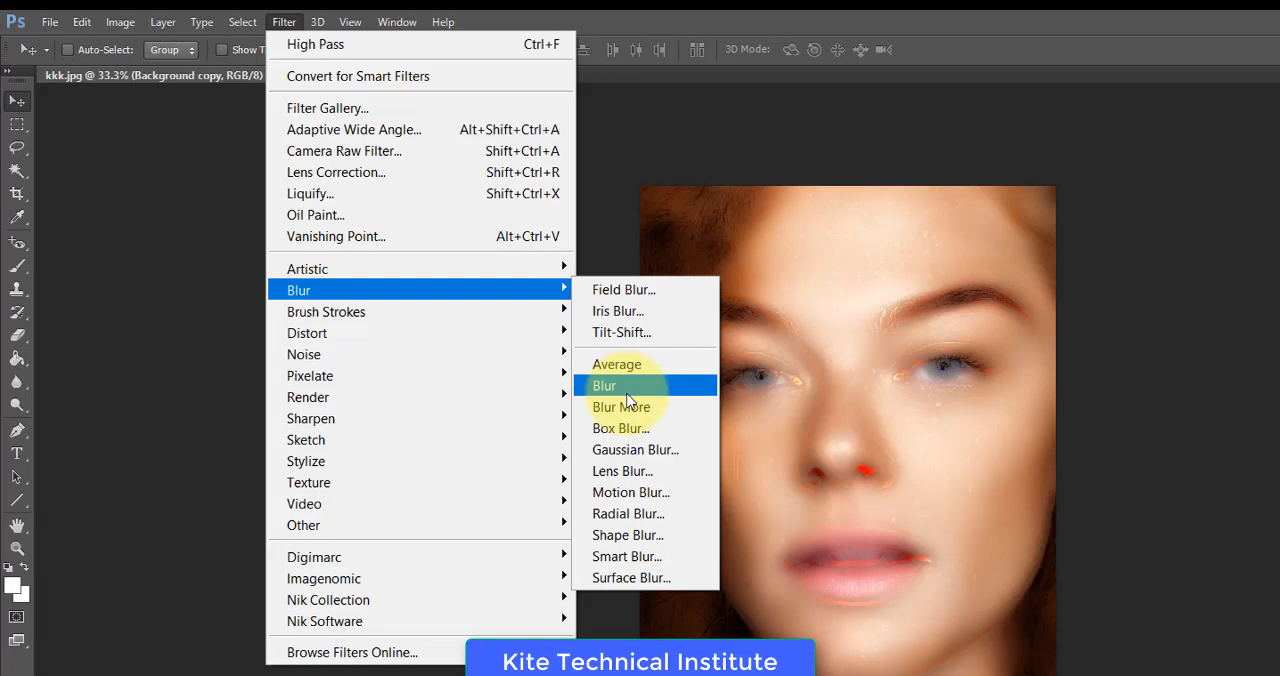 Ps File Edit Image Layer Type Select Filter 3D View Window Help
Auto-Select: Group Show T 3D Mode:
kkk.jpg @ 33.3% (Background copy, RGB/8)
High Pass Ctrl+F
Convert for Smart Filters
Filter Gallery...
Adaptive Wide Angle... Alt+Shift+Ctrl+A
Camera Raw Filter... Shift+Ctrl+A
Lens Correction... Shift+Ctrl+R
Liquify... Shift+Ctrl+X
Oil Paint...
Vanishing Point... Alt+Ctrl+V
Artistic
Blur
Brush Strokes
Distort
Noise
Pixelate
Render
Sharpen
Sketch
Stylize
Texture
Video
Other
Digimarc
Imagenomic
Nik Collection
Nik Software
Browse Filters Online...
Field Blur...
Iris Blur...
Tilt-Shift...
Average
Blur
Blur More
Box Blur...
Gaussian Blur...
Lens Blur...
Motion Blur...
Radial Blur...
Shape Blur...
Smart Blur...
Surface Blur...
Kite Technical Institute